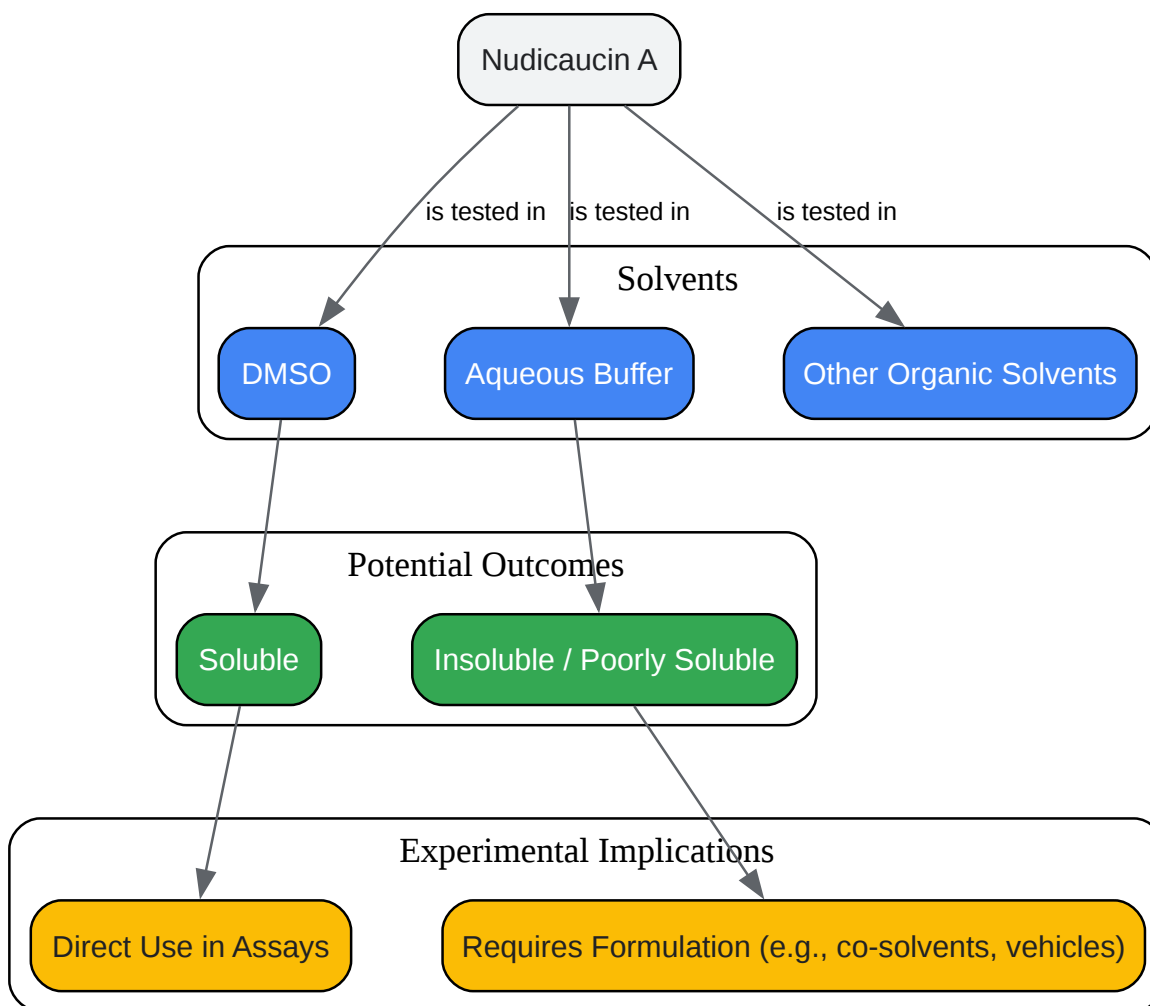 Nudicaucin A
is tested in
is tested in
is tested in
Solvents
DMSO
Aqueous Buffer
Other Organic Solvents
Potential Outcomes
Soluble
Insoluble / Poorly Soluble
Experimental Implications
Direct Use in Assays
Requires Formulation (e.g., co-solvents, vehicles)